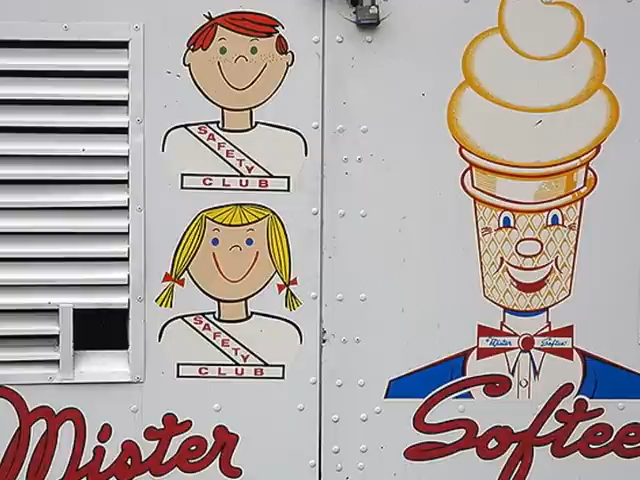 SAFETY
CLUB
SAFETY
CLUB
Mister Softee
Mister
Softee